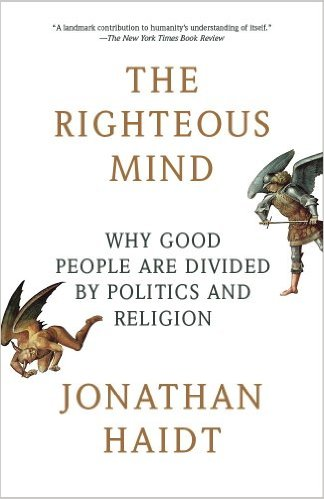 "A landmark contribution to humanity's understanding of itself."
—The New York Times Book Review
THE
RIGHTEOUS
MIND
WHY GOOD
PEOPLE ARE DIVIDED
BY POLITICS AND
RELIGION
JONATHAN
HAIDT